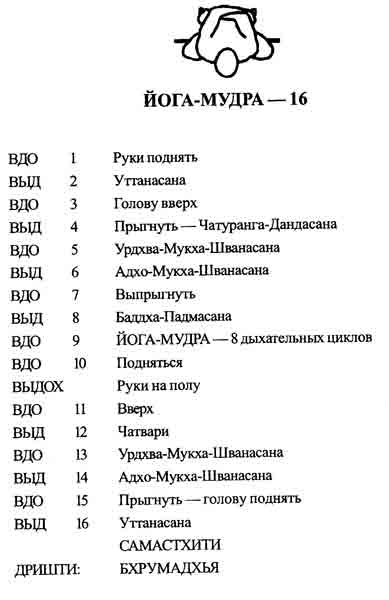 ЙОГА-МУДРА — 16
ВДО 1 Руки поднять
ВЫД 2 Уттанасана
ВДО 3 Голову вверх
ВЫД 4 Прыгнуть — Чатуранга-Дандасана
ВДО 5 Урдхва-Мукха-Шванасана
ВЫД 6 Адхо-Мукха-Шванасана
ВДО 7 Выпрыгнуть
ВЫД 8 Баддха-Падмасана
ВДО 9 ЙОГА-МУДРА — 8 дыхательных циклов
ВДО 10 Подняться
ВЫДОХ Руки на полу
ВДО 11 Вверх
ВЫД 12 Чатвари
ВДО 13 Урдхва-Мукха-Шванасана
ВЫД 14 Адхо-Мукха-Шванасана
ВДО 15 Прыгнуть — голову поднять
ВЫД 16 Уттанасана
САМАСТХИТИ
ДРИШТИ: БХРУМАДХЬЯ